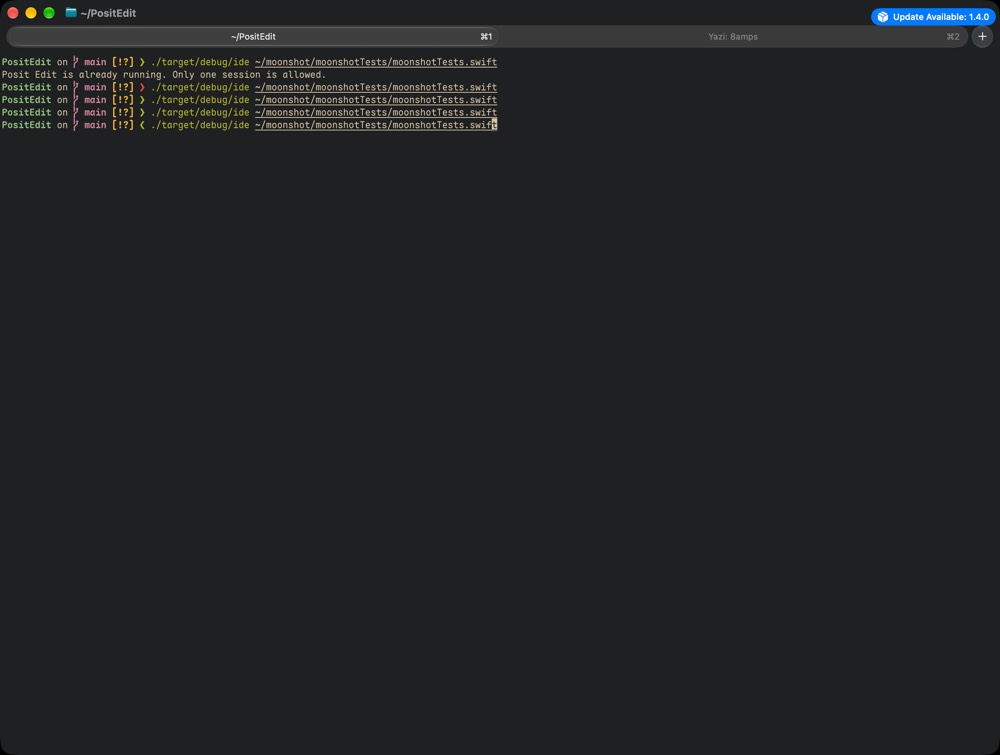 ~/PositEdit
Update Available: 1.4.0
~/PositEdit ⌘1
Yazi: 8amps ⌘2 +
PositEdit on main [!?] ❯ ./target/debug/ide ~/moonshot/moonshotTests/moonshotTests.swift
Posit Edit is already running. Only one session is allowed.
PositEdit on main [!?] ❯ ./target/debug/ide ~/moonshot/moonshotTests/moonshotTests.swift
PositEdit on main [!?] ❯ ./target/debug/ide ~/moonshot/moonshotTests/moonshotTests.swift
PositEdit on main [!?] ❯ ./target/debug/ide ~/moonshot/moonshotTests/moonshotTests.swift
PositEdit on main [!?] ❮ ./target/debug/ide ~/moonshot/moonshotTests/moonshotTests.swift